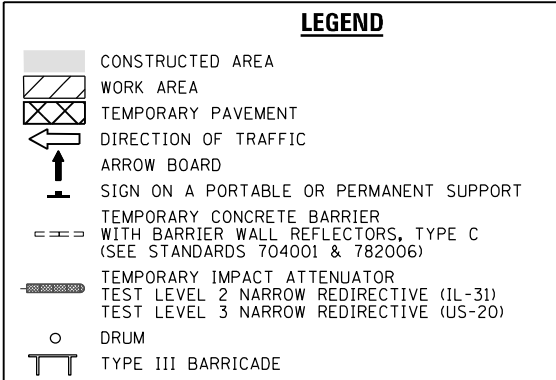 LEGEND
CONSTRUCTED AREA
WORK AREA
TEMPORARY PAVEMENT
DIRECTION OF TRAFFIC
ARROW BOARD
SIGN ON A PORTABLE OR PERMANENT SUPPORT
TEMPORARY CONCRETE BARRIER
WITH BARRIER WALL REFLECTORS, TYPE C
(SEE STANDARDS 704001 & 782006)
TEMPORARY IMPACT ATTENUATOR
TEST LEVEL 2 NARROW REDIRECTIVE (IL-31)
TEST LEVEL 3 NARROW REDIRECTIVE (US-20)
DRUM
TYPE III BARRICADE